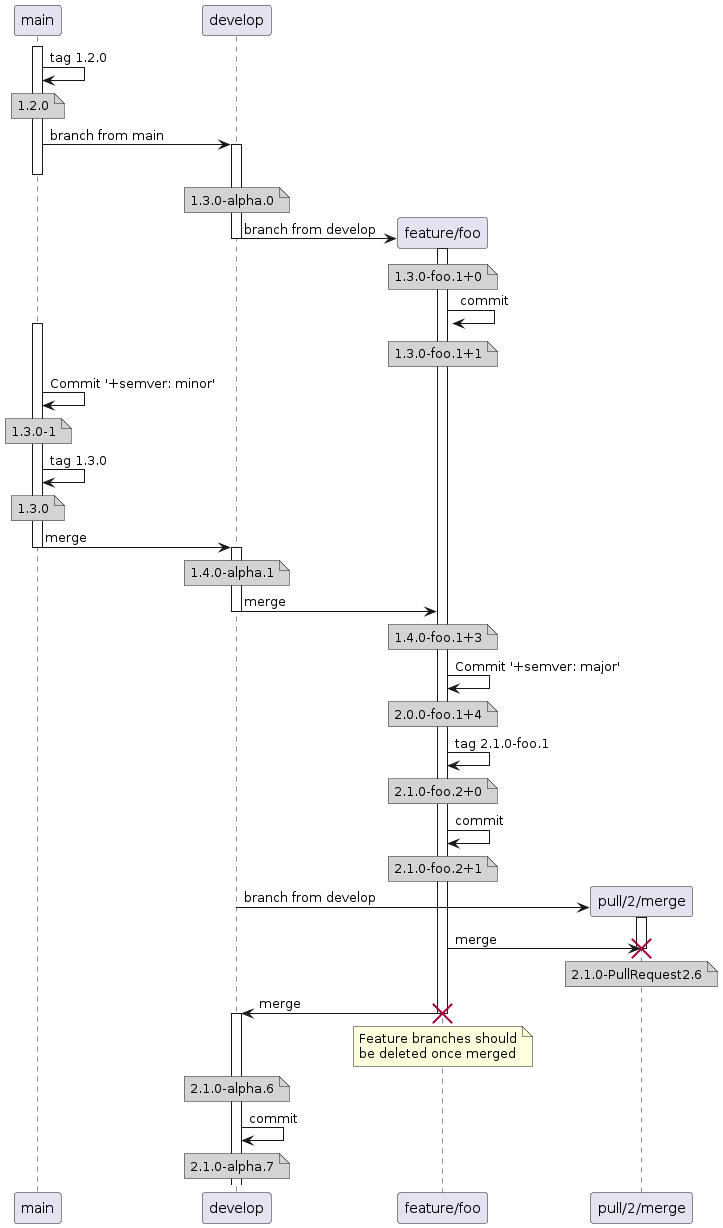 main
develop
tag 1.2.0
1.2.0
branch from main
1.3.0-alpha.0
branch from develop
feature/foo
1.3.0-foo.1+0
commit
1.3.0-foo.1+1
Commit '+semver: minor'
1.3.0-1
tag 1.3.0
1.3.0
merge
1.4.0-alpha.1
merge
1.4.0-foo.1+3
Commit '+semver: major'
2.0.0-foo.1+4
tag 2.1.0-foo.1
2.1.0-foo.2+0
commit
2.1.0-foo.2+1
branch from develop
pull/2/merge
merge
2.1.0-PullRequest2.6
merge
Feature branches should
be deleted once merged
2.1.0-alpha.6
commit
2.1.0-alpha.7
main
develop
feature/foo
pull/2/merge